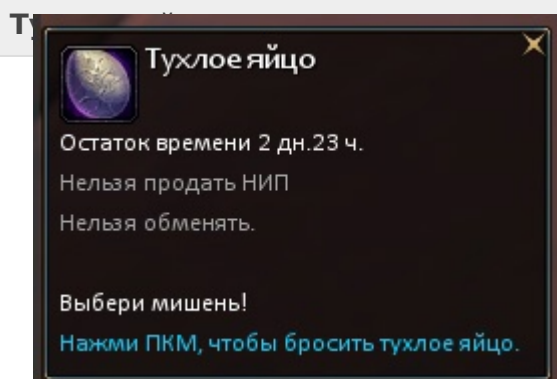 Тухлое яйцо
Остаток времени 2 дн.23 ч.
Нельзя продать НИП
Нельзя обменять.
Выбери мишень!
Нажми ПКМ, чтобы бросить тухлое яйцо.